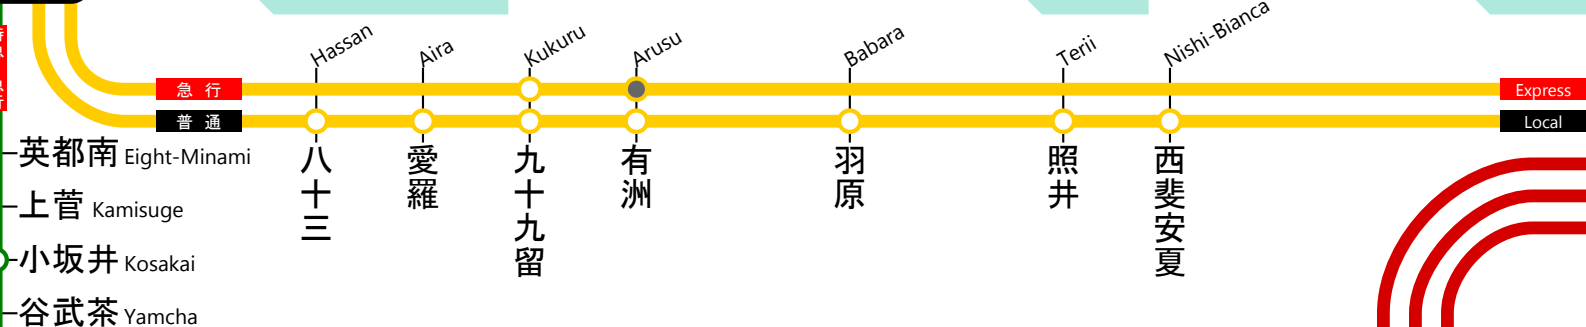 Hassan
Aira
Kukuru
Arusu
Babara
Terii
Nishi-Bianca
急行
Express
普通
Local
八十三
愛羅
九十九留
有洲
羽原
照井
西斐安夏
英都南 Eight-Minami
上菅 Kamisuge
小坂井 Kosakai
谷武茶 Yamcha